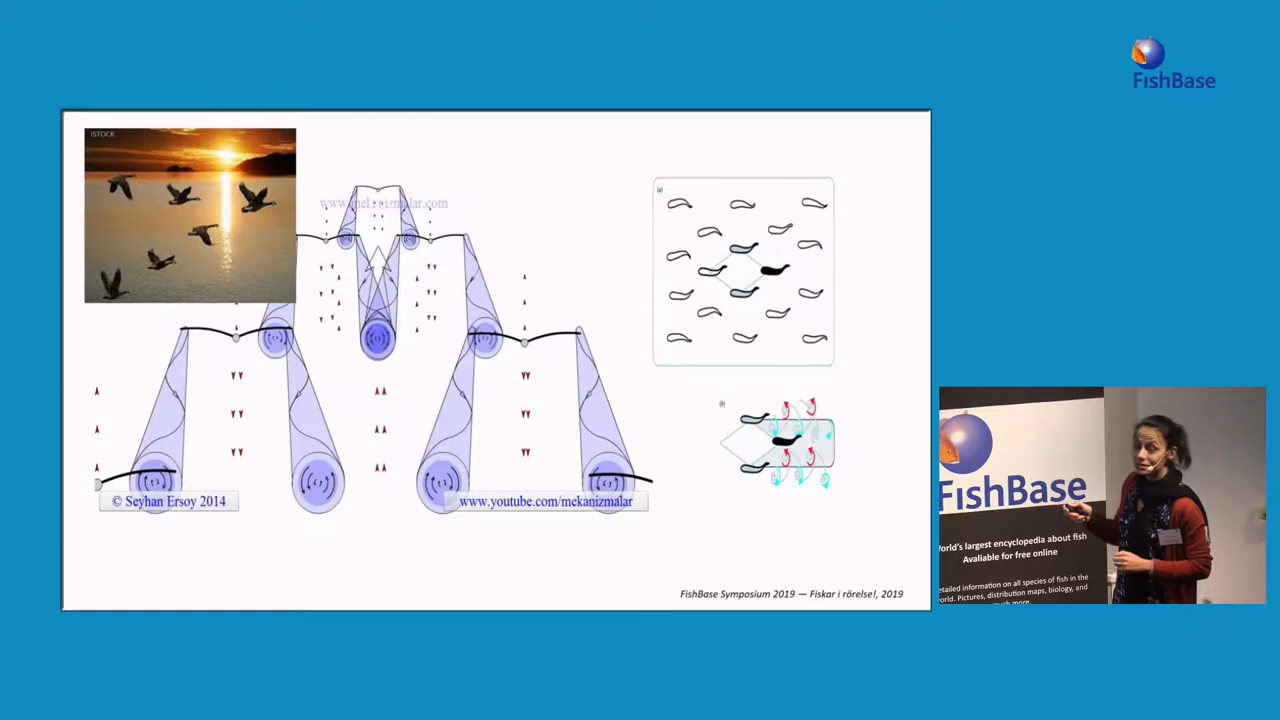 FishBase
ISTOCK
www.mekanizmalar.com
(a)
(b)
© Seyhan Ersoy 2014
www.youtube.com/mekanizmalar
FishBase Symposium 2019 — Fiskar i rörelse!, 2019
FishBase
World's largest encyclopedia about fish
Avaliable for free online
detailed information on all species of fish in the
world. Pictures, distribution maps, biology, and
much more.